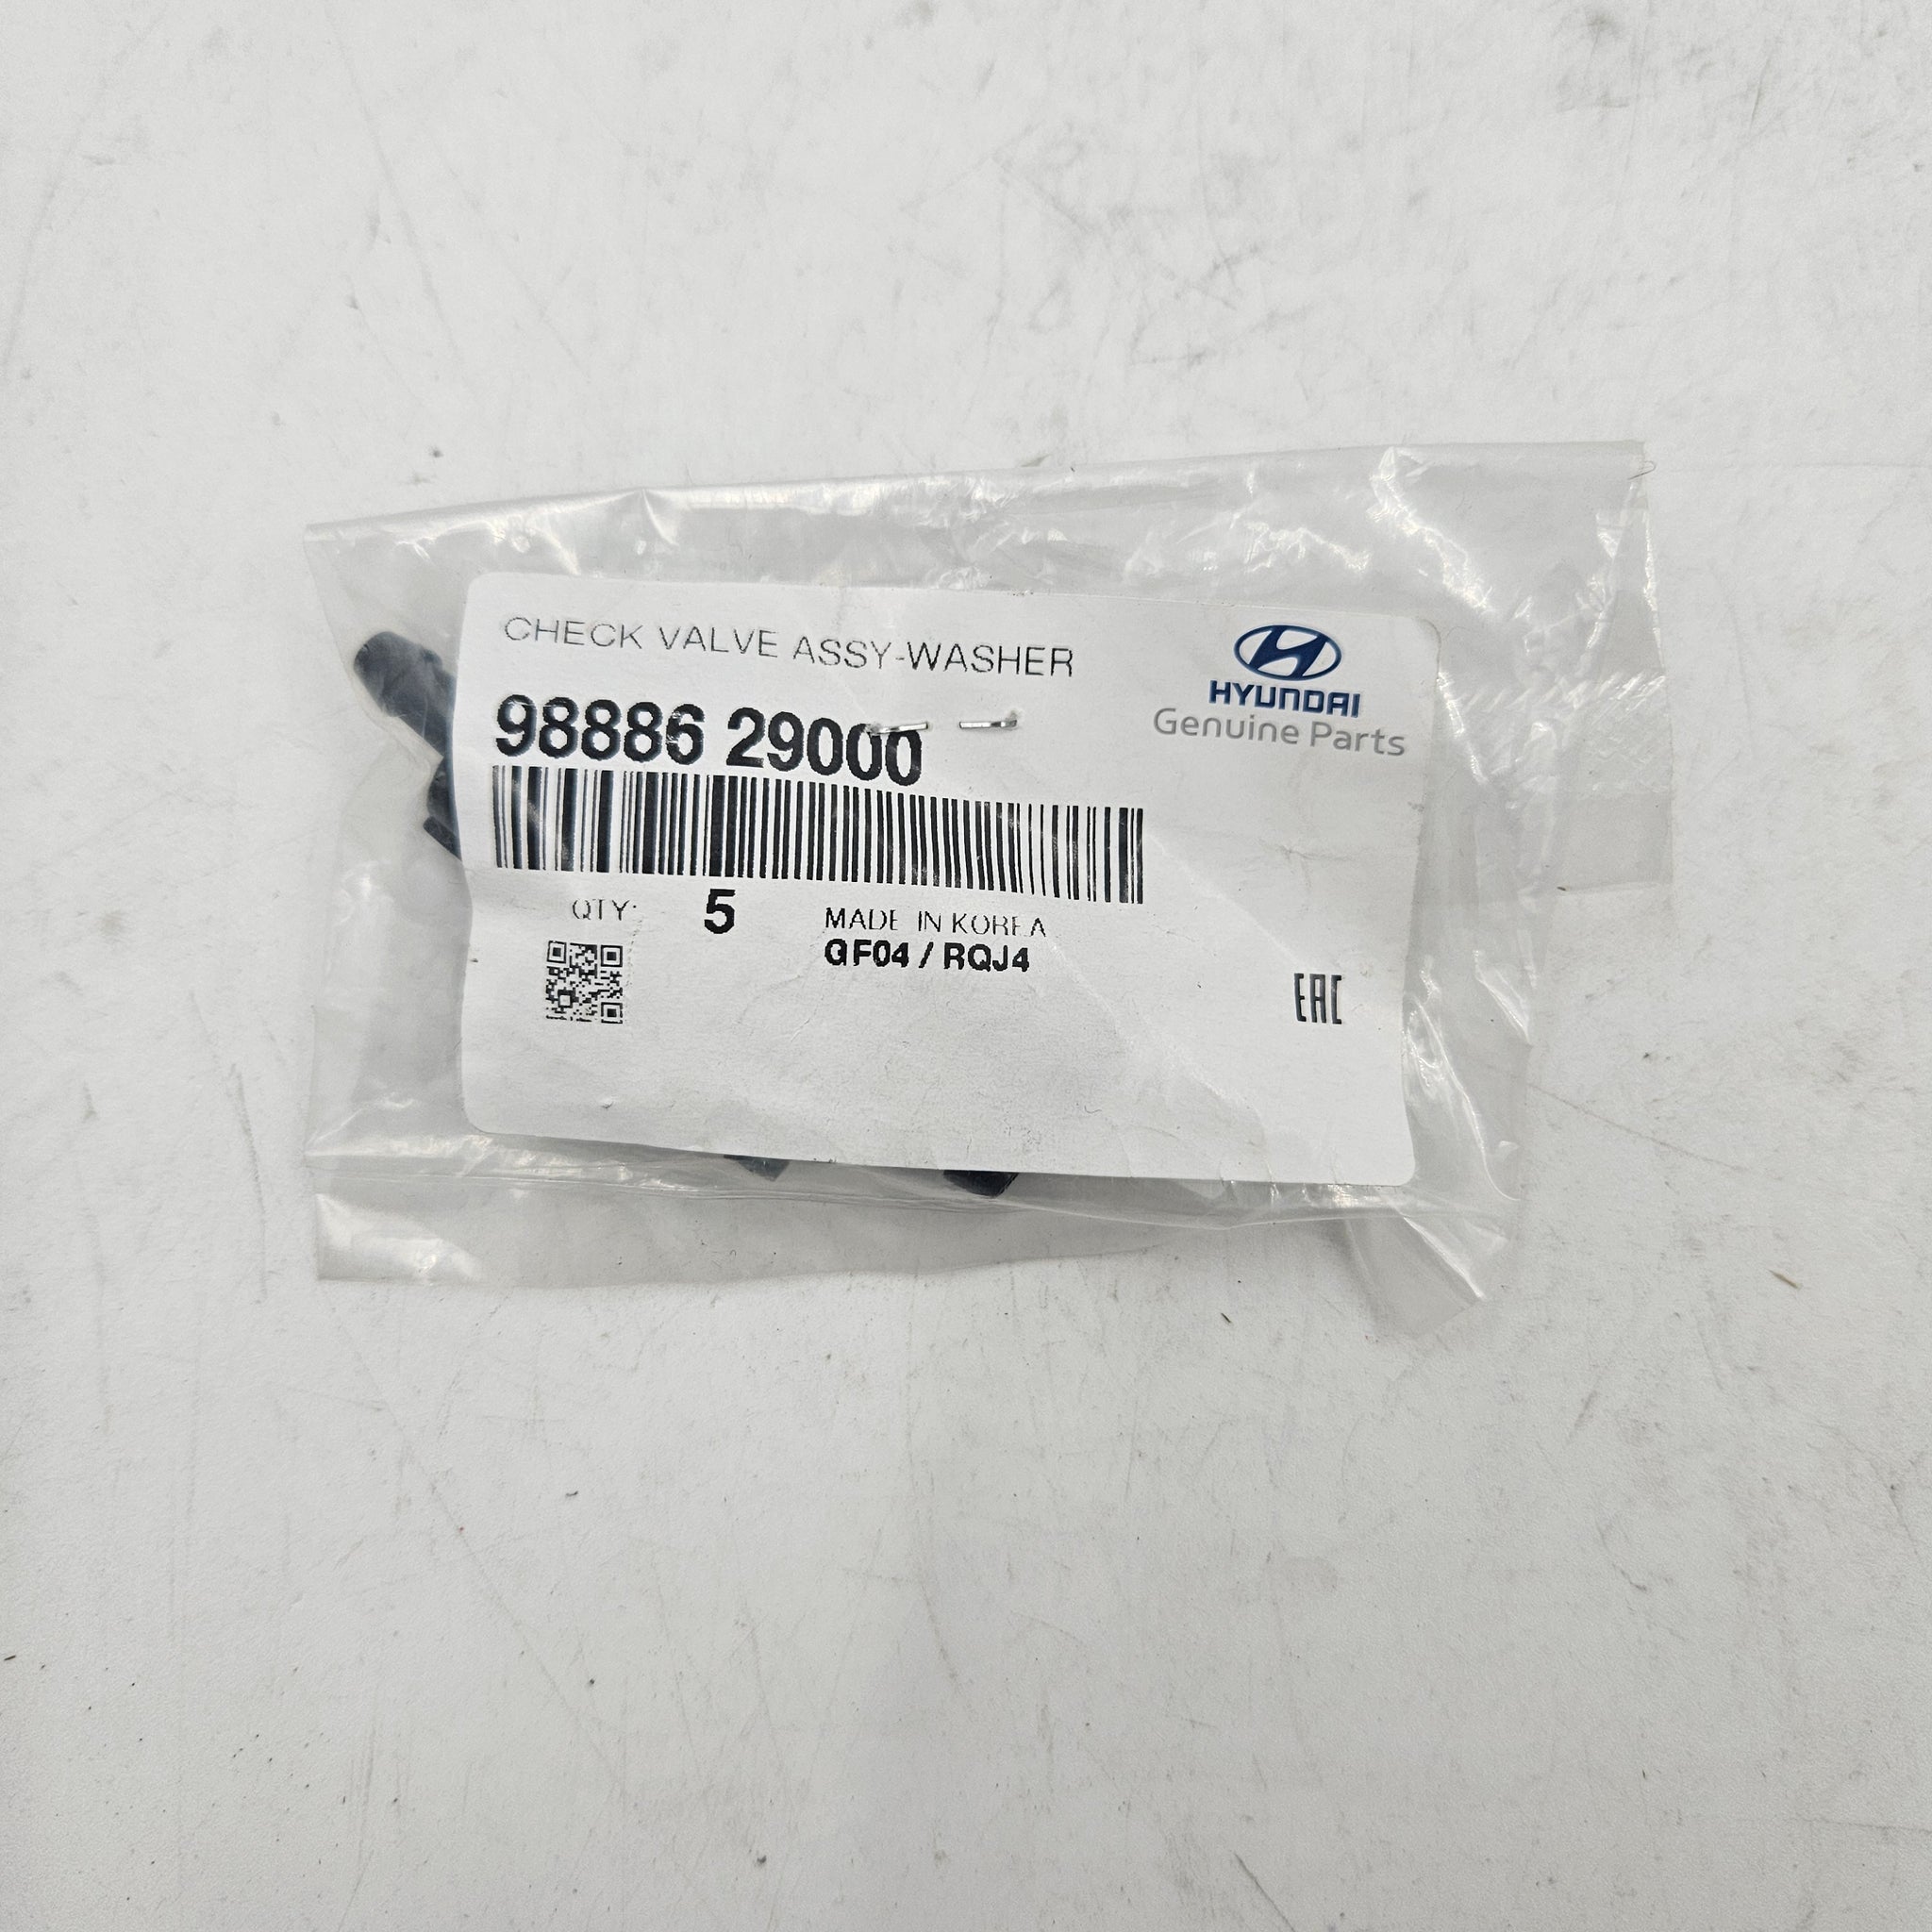 CHECK VALVE ASSY-WASHER
HYUNDAI
Genuine Parts
98886 29000
QTY: 5
MADE IN KOREA
GF04 / RQJ4
EAC